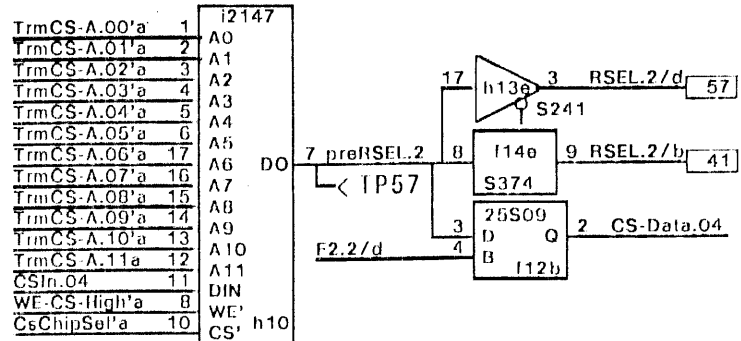 i2147
TrmCS-A.00'a 1 A0
TrmCS-A.01'a 2 A1
TrmCS-A.02'a 3 A2
TrmCS-A.03'a 4 A3
TrmCS-A.04'a 5 A4
TrmCS-A.05'a 6 A5
TrmCS-A.06'a 17 A6 DO 7 preRSEL.2
TrmCS-A.07'a 16 A7
TrmCS-A.08'a 15 A8
TrmCS-A.09'a 14 A9
TrmCS-A.10'a 13 A10
TrmCS-A.11a 12 A11
CSIn.04 11 DIN
WE-CS-High'a 8 WE'
CsChipSel'a 10 CS'
h10
< TP57
17 h13e 3 RSEL.2/d 57
S241
8 f14e 9 RSEL.2/b 41
S374
25S09
3 D Q 2 CS-Data.04
F2.2/d 4 B
f12b